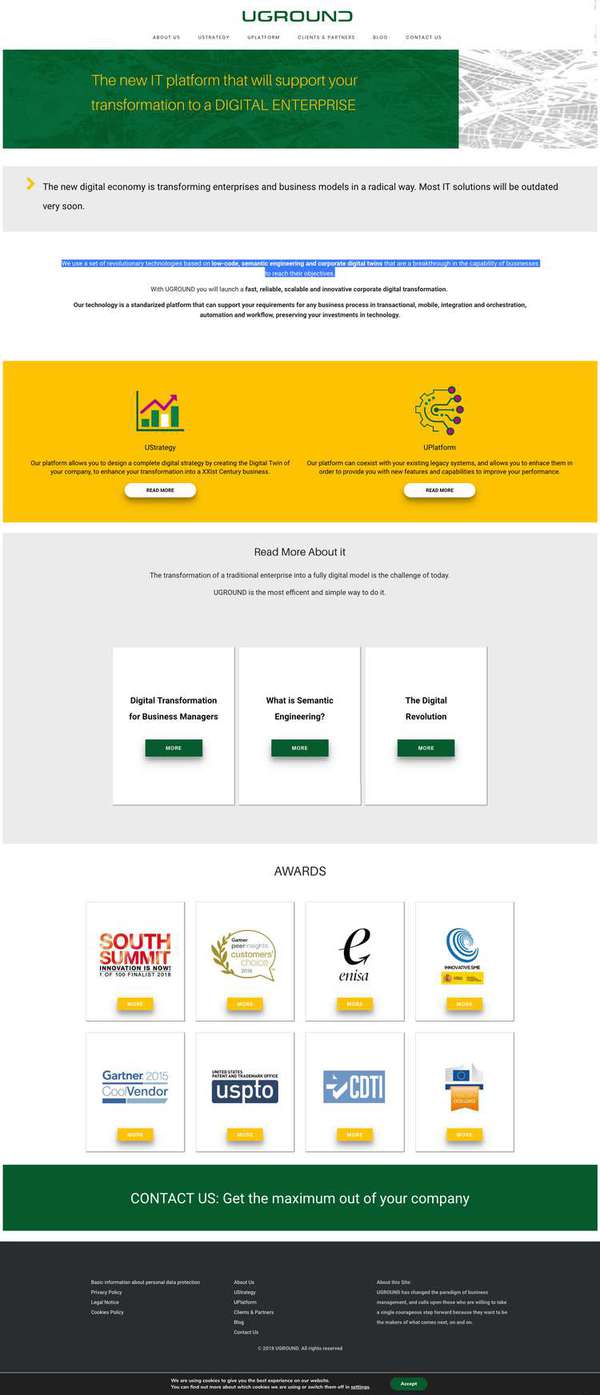 UGROUND
ABOUT US USTRATEGY UPLATFORM CLIENTS & PARTNERS BLOG CONTACT US
The new IT platform that will support your
transformation to a DIGITAL ENTERPRISE
The new digital economy is transforming enterprises and business models in a radical way. Most IT solutions will be outdated
very soon.
We use a set of revolutionary technologies based on low-code, semantic engineering and corporate digital twins that are a breakthrough in the capability of businesses
to reach their objectives.
With UGROUND you will launch a fast, reliable, scalable and innovative corporate digital transformation.
Our technology is a standarized platform that can support your requirements for any business process in transactional, mobile, integration and orchestration,
automation and workflow, preserving your investments in technology.
UStrategy
Our platform allows you to design a complete digital strategy by creating the Digital Twin of
your company, to enhance your transformation into a XXIst Century business.
READ MORE
UPlatform
Our platform can coexist with your existing legacy systems, and allows you to enhace them in
order to provide you with new features and capabilities to improve your performance.
READ MORE
Read More About it
The transformation of a traditional enterprise into a fully digital model is the challenge of today.
UGROUND is the most efficent and simple way to do it.
Digital Transformation
for Business Managers
MORE
What is Semantic
Engineering?
MORE
The Digital
Revolution
MORE
AWARDS
SOUTH
SUMMIT
INNOVATION IS NOW!
1 OF 100 FINALIST 2018
MORE
Gartner
peerinsights
customers'
choice
2018
MORE
e
enisa
MORE
INNOVATIVE SME
MORE
Gartner 2015
CoolVendor
MORE
UNITED STATES
PATENT AND TRADEMARK OFFICE
uspto
MORE
CDTI
MORE
MORE
CONTACT US: Get the maximum out of your company
Basic information about personal data protection
Privacy Policy
Legal Notice
Cookies Policy
About Us
UStrategy
UPlatform
Clients & Partners
Blog
Contact Us
About this Site
UGROUND has changed the paradigm of business
management, and calls upon those who are willing to take
a single courageous step forward because they want to be
the makers of what comes next, on and on.
© 2019 UGROUND. All rights reserved
We are using cookies to give you the best experience on our website.
You can find out more about which cookies we are using or switch them off in settings.
Accept